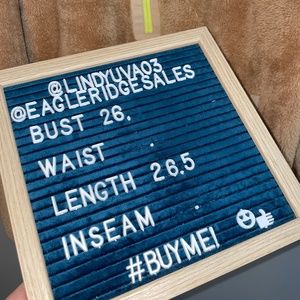 @LINDYUVA03
@EAGLERIDGESALES
BUST 26.
WAIST .
LENGTH 26.5
INSEAM .
#BUYME!